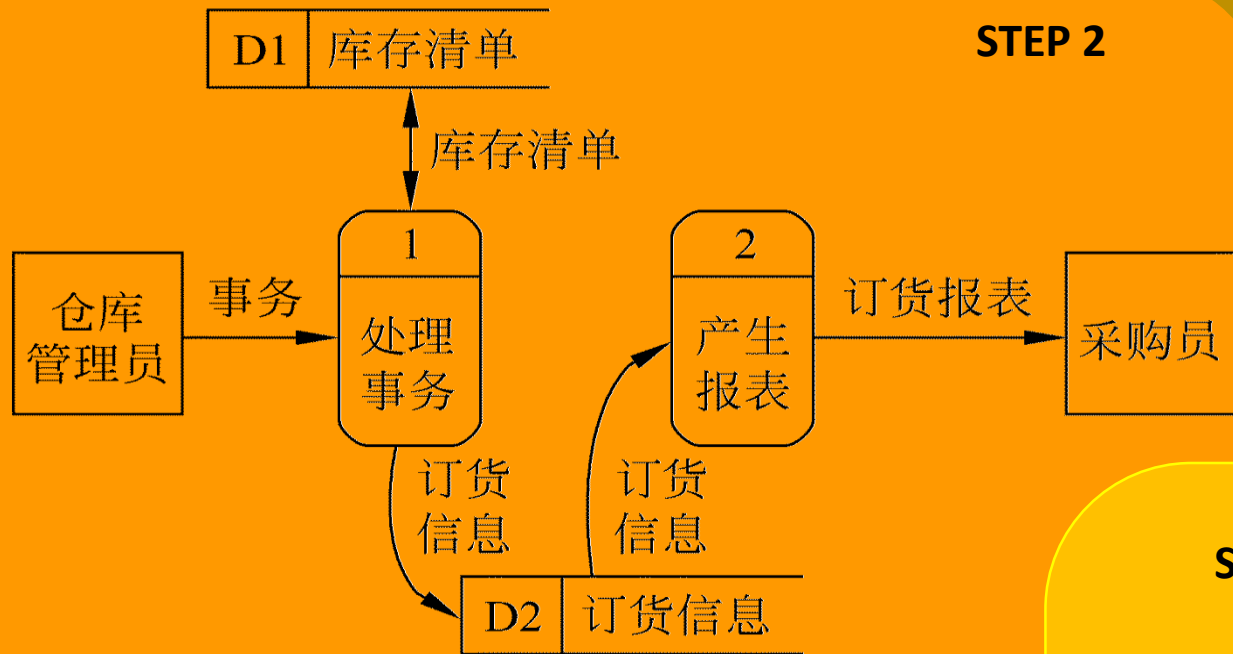 STEP 2
D1 库存清单
库存清单
1
2
仓库
管理员
事务
处理
事务
产生
报表
订货报表
采购员
订货
信息
订货
信息
D2 订货信息
S